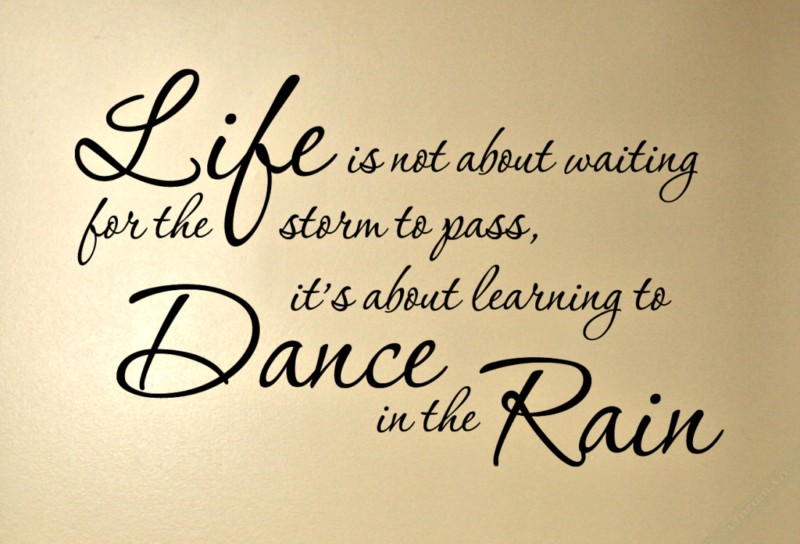 Life is not about waiting
for the storm to pass,
it's about learning to
Dance
in the Rain